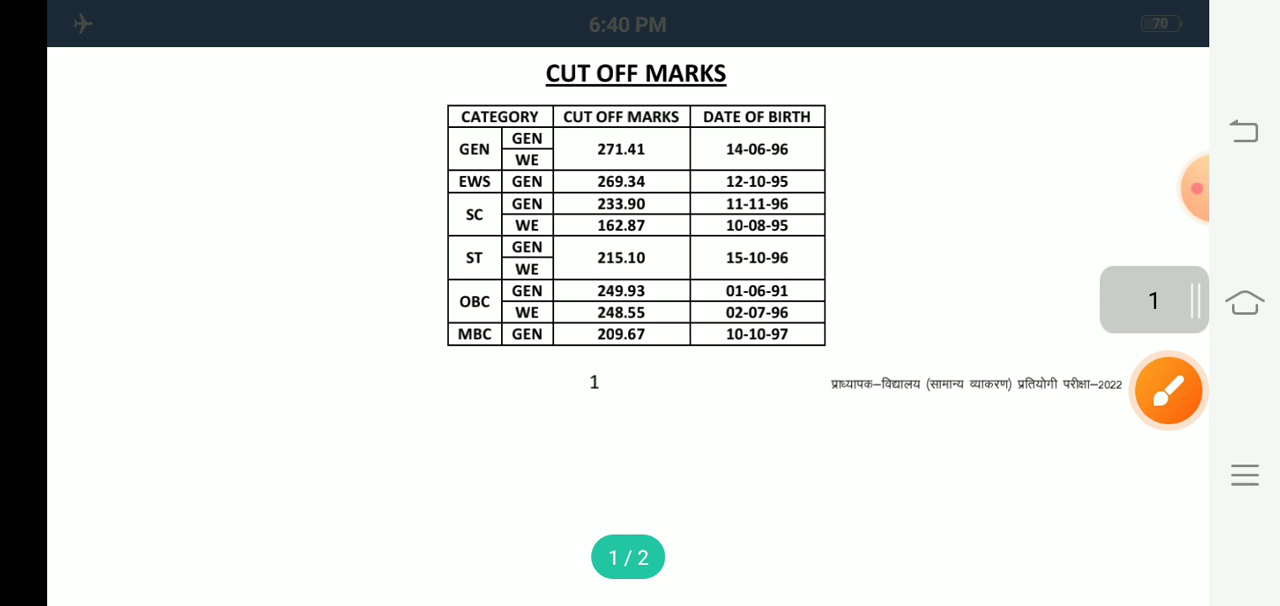 6:40 PM
70
CUT OFF MARKS
CATEGORY CUT OFF MARKS DATE OF BIRTH
GEN GEN 271.41 14-06-96
WE
EWS GEN 269.34 12-10-95
SC GEN 233.90 11-11-96
WE 162.87 10-08-95
ST GEN 215.10 15-10-96
WE
OBC GEN 249.93 01-06-91
WE 248.55 02-07-96
MBC GEN 209.67 10-10-97
1
1
प्राध्यापक–विद्यालय (सामान्य व्याकरण) प्रतियोगी परीक्षा–2022
1 / 2